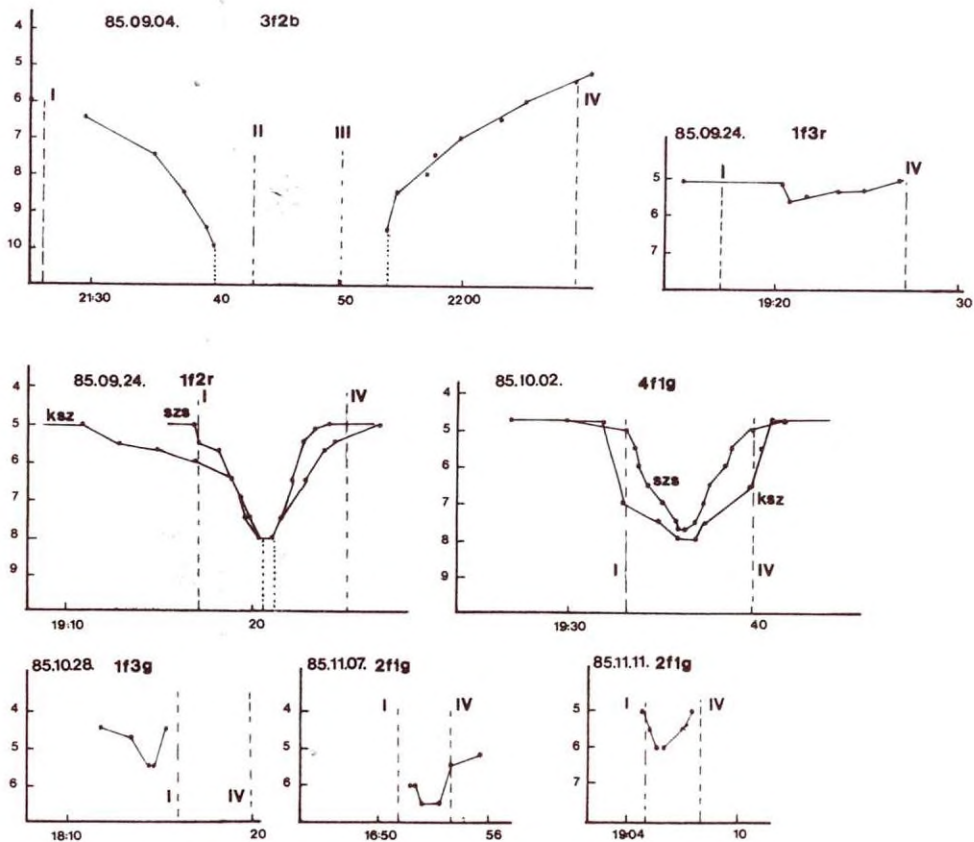 85.09.04. 3f2b
4
5
6
7
8
9
10
I
II
III
IV
21:30 40 50 22 00
85.09.24. 1f3r
5
6
7
I
IV
19:20 30
85.09.24. 1f2r
4
5
6
7
8
9
ksz
szs
I
IV
19:10 20
85.10.02. 4f1g
4
5
6
7
8
9
szs
ksz
I
IV
19:30 40
85.10.28. 1f3g
4
5
6
I
IV
18:10 20
85.11.07. 2f1g
4
5
6
I
IV
16:50 56
85.11.11. 2f1g
5
6
7
I
IV
19:04 10